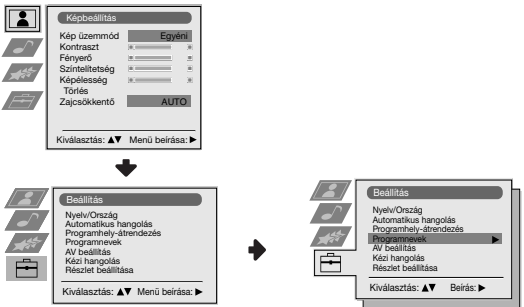 Képbeállítás
Kép üzemmód Egyéni
Kontraszt
Fényerő
Színtelítetség
Képélesség
Törlés
Zajcsökkentő AUTO
Kiválasztás: ▲▼ Menü beírása: ▶
Beállítás
Nyelv/Ország
Automatikus hangolás
Programhely-átrendezés
Programnevek
AV beállítás
Kézi hangolás
Részlet beállítása
Kiválasztás: ▲▼ Menü beírása: ▶
Beállítás
Nyelv/Ország
Automatikus hangolás
Programhely-átrendezés
Programnevek ▶
AV beállítás
Kézi hangolás
Részlet beállítása
Kiválasztás: ▲▼ Beírás: ▶